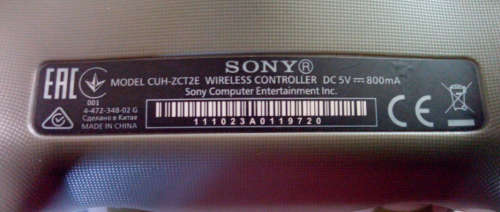 SONY®
EAC
MODEL CUH-ZCT2E WIRELESS CONTROLLER DC 5V⎓800mA
Sony Computer Entertainment Inc.
001
4-472-348-02 G
Сделано в Китае
MADE IN CHINA
111023A0119720
CE